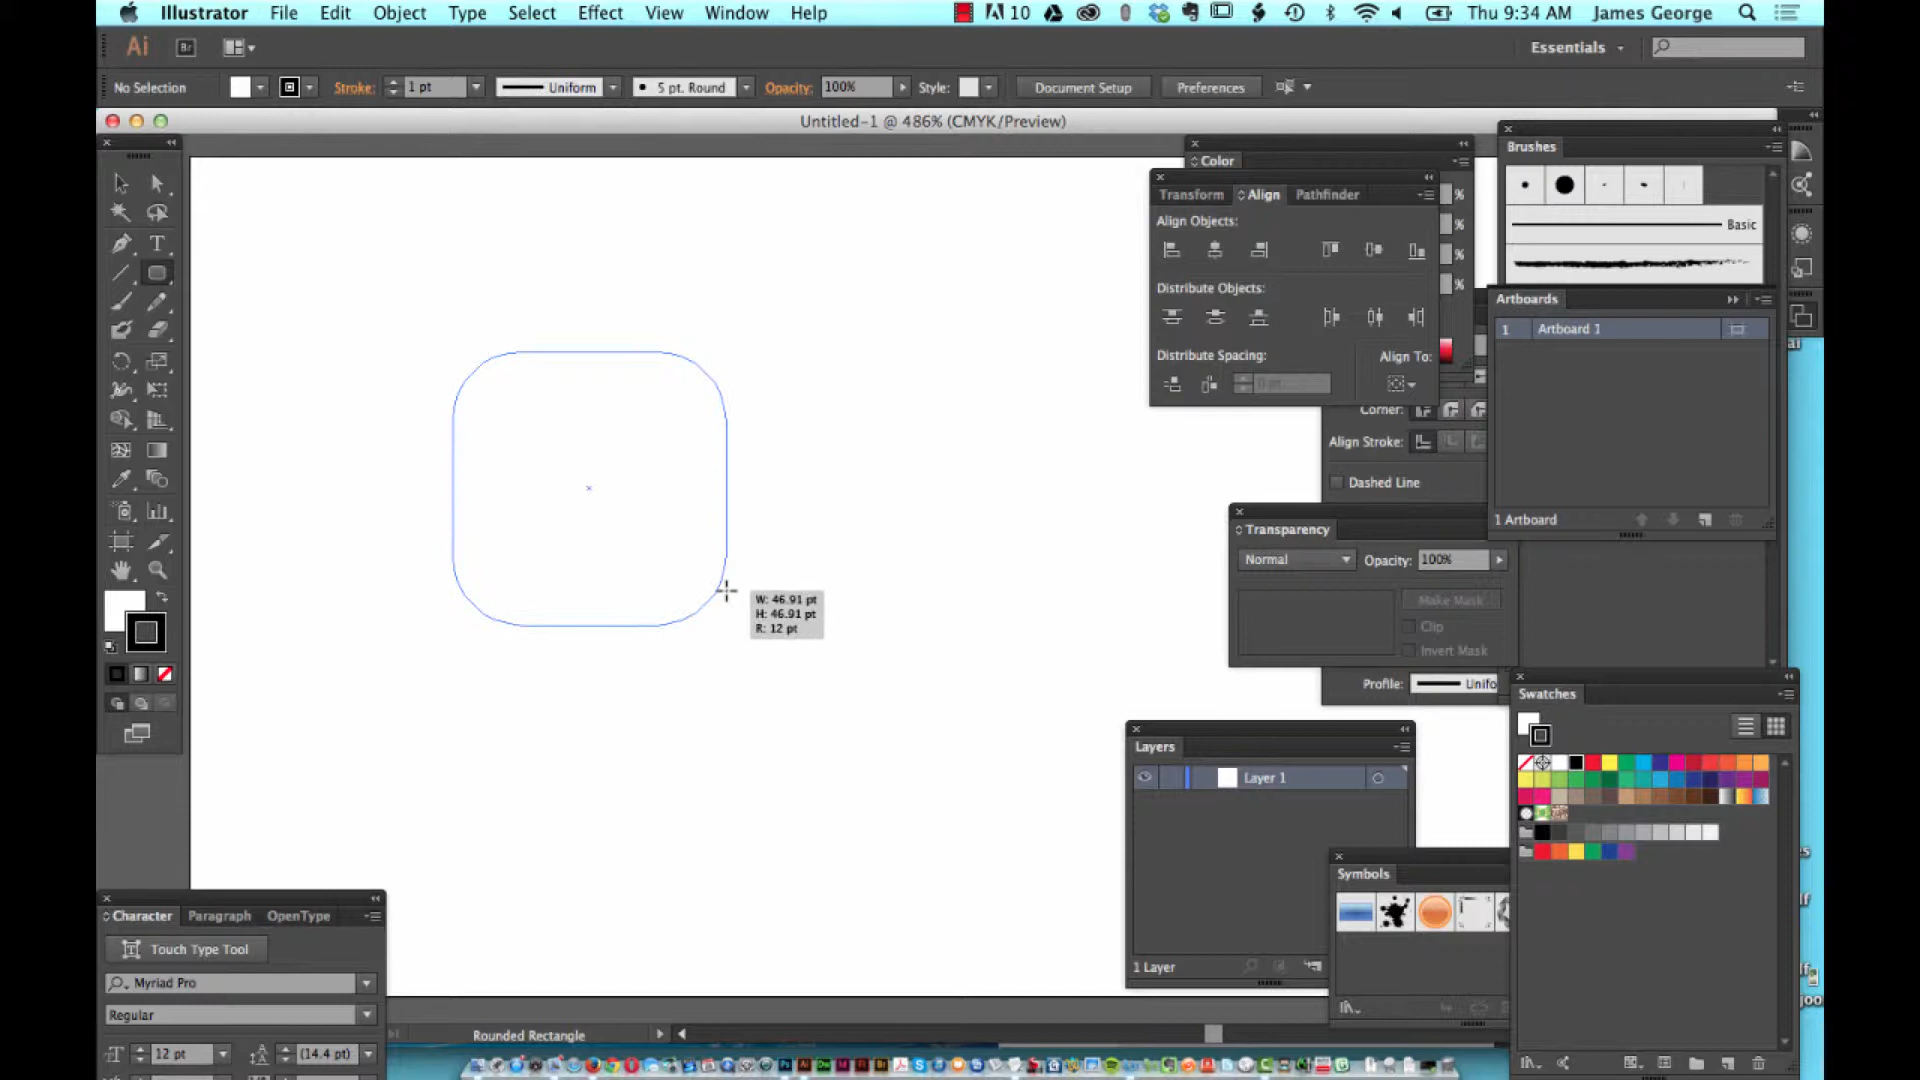 Illustrator File Edit Object Type Select Effect View Window Help 10 Thu 9:34 AM James George
Ai Br Essentials
No Selection Stroke: 1 pt Uniform 5 pt. Round Opacity: 100% Style: Document Setup Preferences
Untitled-1 @ 486% (CMYK/Preview)
Color
%
%
%
%
Transform Align Pathfinder
Align Objects:
Distribute Objects:
Distribute Spacing: Align To:
0 pt
Brushes
Basic
Artboards
1 Artboard 1
1 Artboard
Corner:
Align Stroke:
Dashed Line
Profile: Unifo
Transparency
Normal Opacity: 100%
Make Mask
Clip
Invert Mask
W: 46.91 pt
H: 46.91 pt
R: 12 pt
Swatches
Layers
Layer 1
1 Layer
Symbols
Character Paragraph OpenType
Touch Type Tool
Myriad Pro
Regular
12 pt (14.4 pt)
Rounded Rectangle